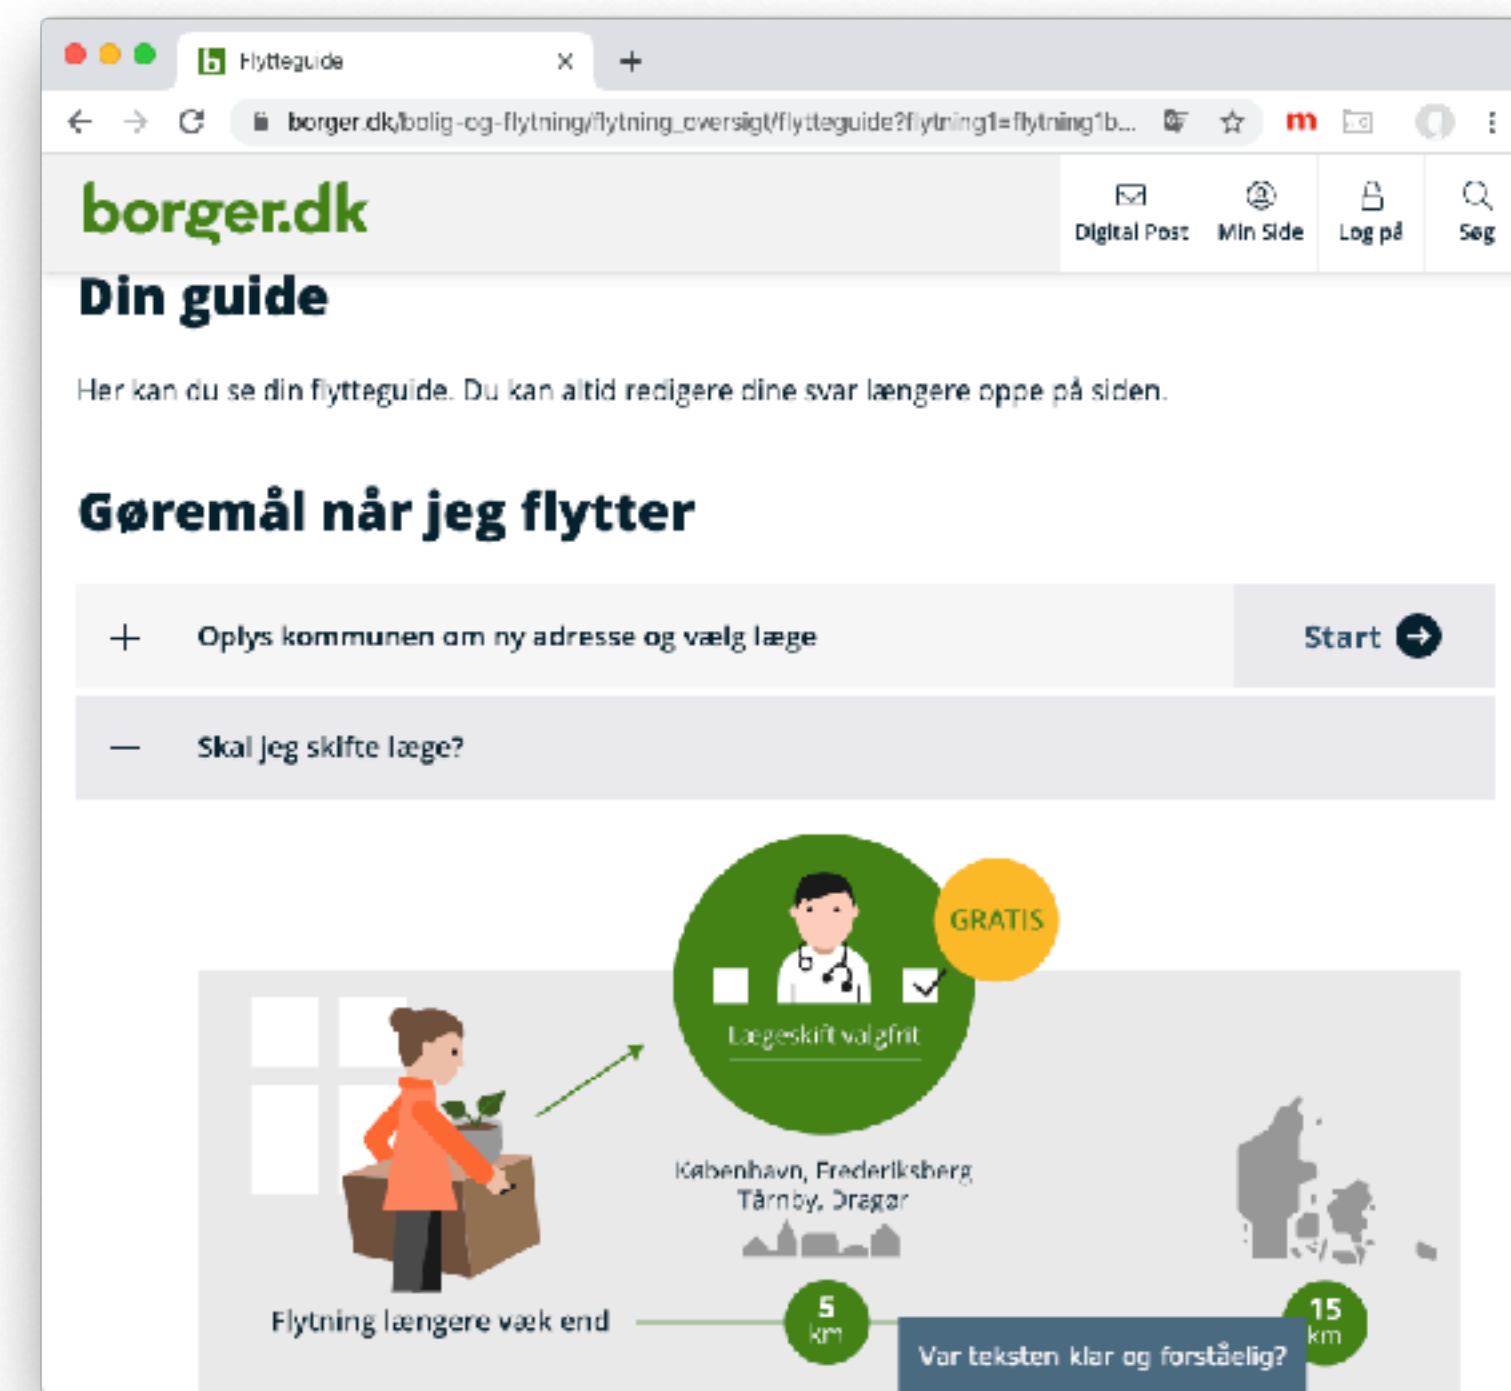 Flytteguide
borger.dk/bolig-og-flytning/flytning_oversigt/flytteguide?flytning1=flytning1b...
m
borger.dk
Digital Post
Min Side
Log på
Søg
Din guide
Her kan du se din flytteguide. Du kan altid redigere dine svar længere oppe på siden.
Gøremål når jeg flytter
Oplys kommunen om ny adresse og vælg læge
Start
Skal jeg skifte læge?
GRATIS
Lægeskift valgfrit
København, Frederiksberg
Tårnby, Dragør
Flytning længere væk end
5
km
15
km
Var teksten klar og forståelig?